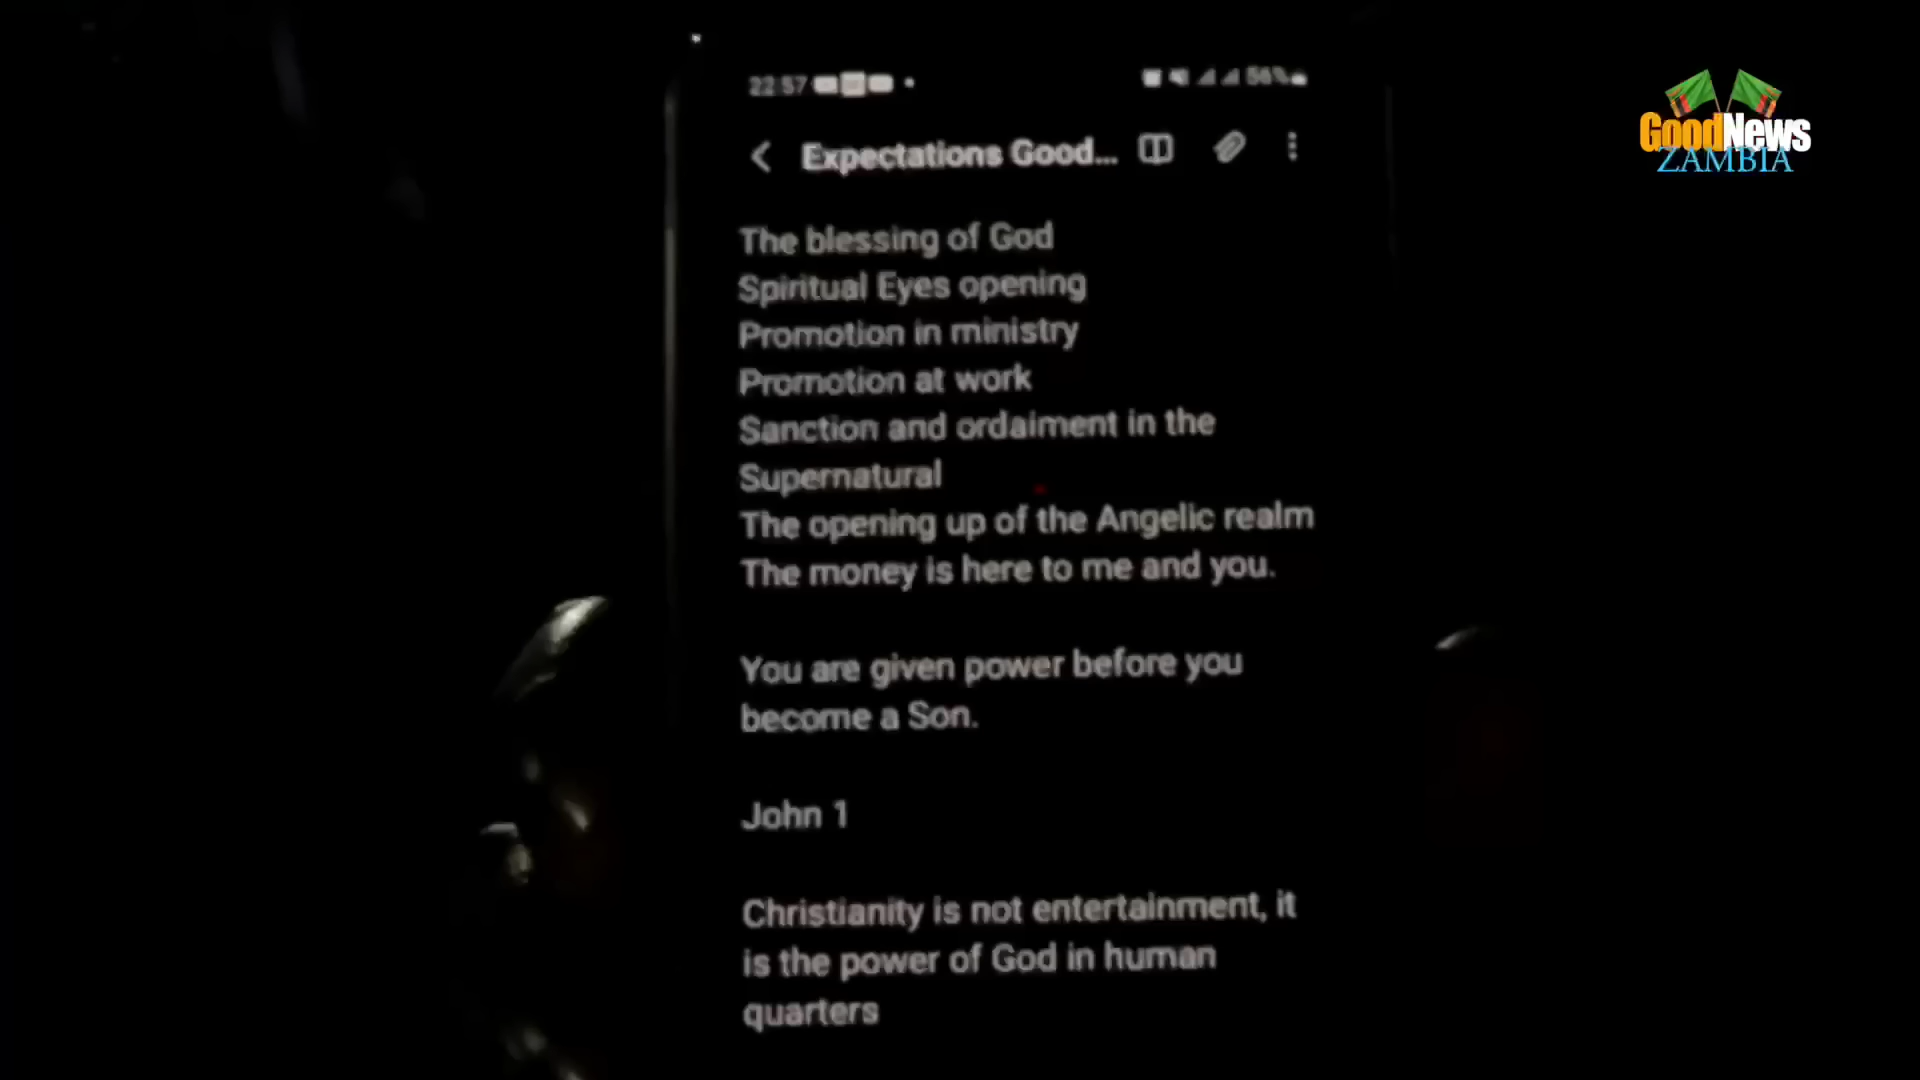 22:57
56%
Expectations Good...
The blessing of God
Spiritual Eyes opening
Promotion in ministry
Promotion at work
Sanction and ordaiment in the
Supernatural
The opening up of the Angelic realm
The money is here to me and you.
You are given power before you
become a Son.
John 1
Christianity is not entertainment, it
is the power of God in human
quarters
GoodNews
ZAMBIA